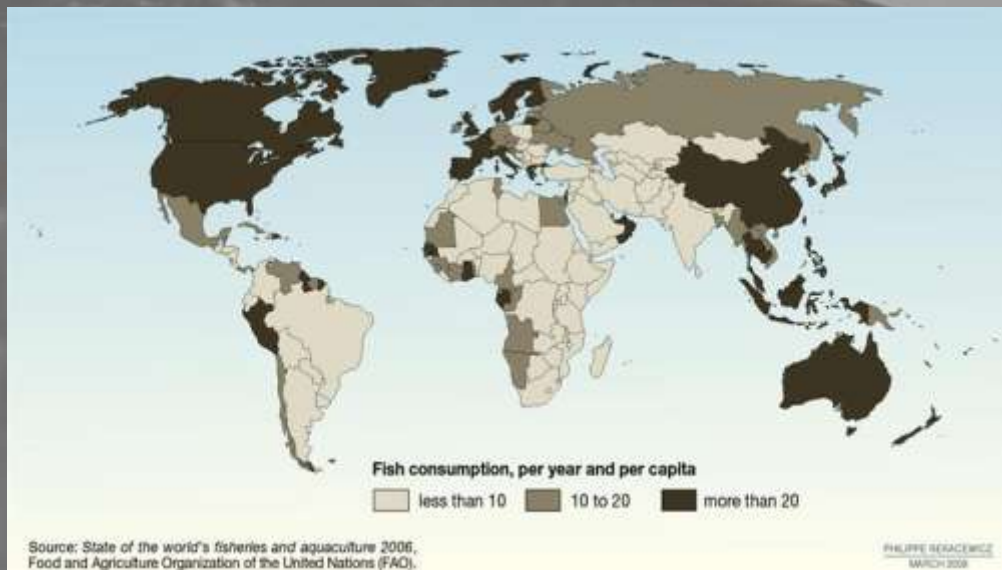 Fish consumption, per year and per capita
less than 10
10 to 20
more than 20
Source: State of the world's fisheries and aquaculture 2006,
Food and Agriculture Organization of the United Nations (FAO).
PHILIPPE REKACEWICZ
MARCH